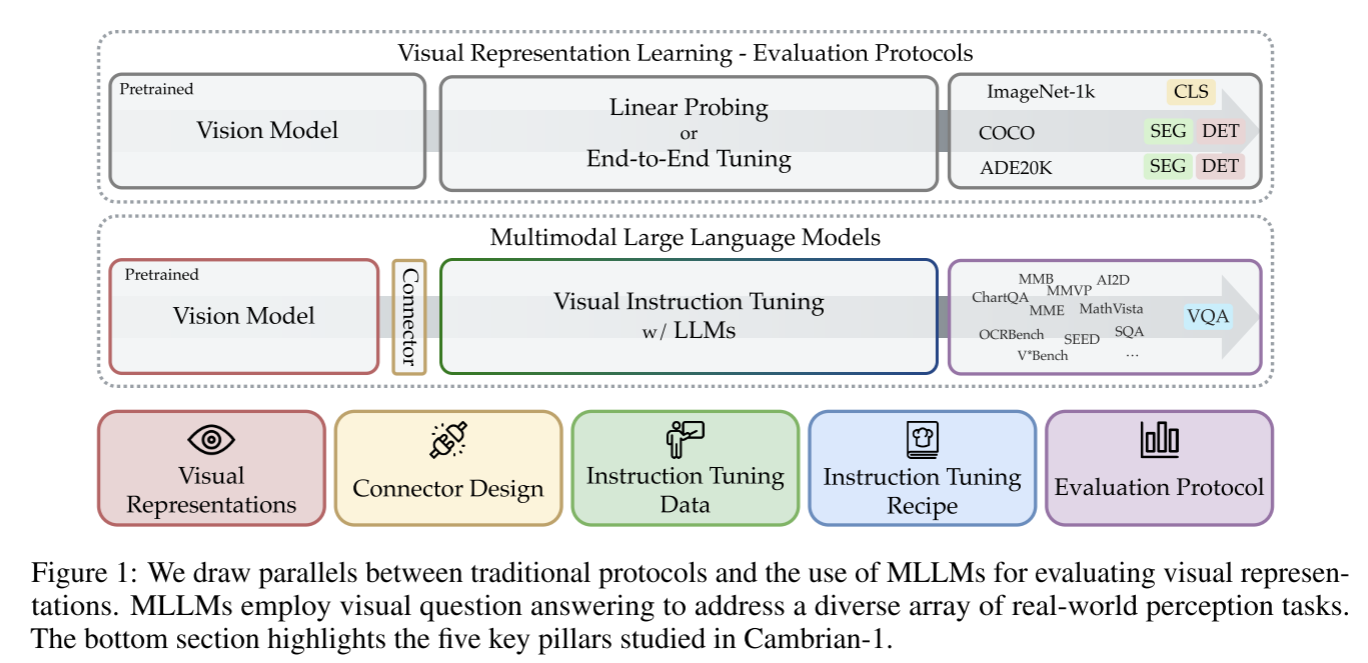 Visual Representation Learning - Evaluation Protocols
Pretrained
Vision Model
Linear Probing
or
End-to-End Tuning
ImageNet-1k CLS
COCO SEG DET
ADE20K SEG DET
Multimodal Large Language Models
Pretrained
Vision Model
Connector
Visual Instruction Tuning
w/ LLMs
MMB AI2D
ChartQA MMVP
MME MathVista
OCRBench SEED SQA
V*Bench ...
VQA
Visual
Representations
Connector Design
Instruction Tuning
Data
Instruction Tuning
Recipe
Evaluation Protocol
Figure 1: We draw parallels between traditional protocols and the use of MLLMs for evaluating visual represen-
tations. MLLMs employ visual question answering to address a diverse array of real-world perception tasks.
The bottom section highlights the five key pillars studied in Cambrian-1.